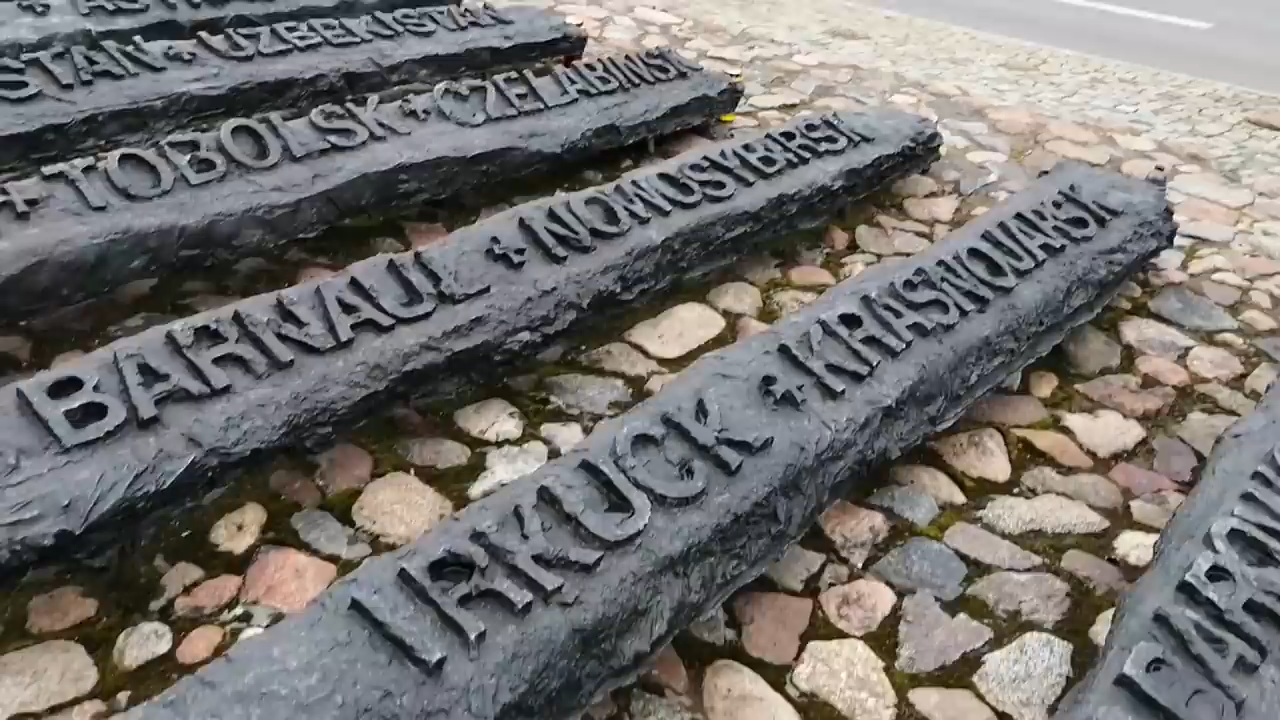 STAN + UZBEKISTAN
+ TOBOLSK + CZELABINSK
BARNAUL + NOWOSYBIRSK
IRKUCK + KRASNOJARSK